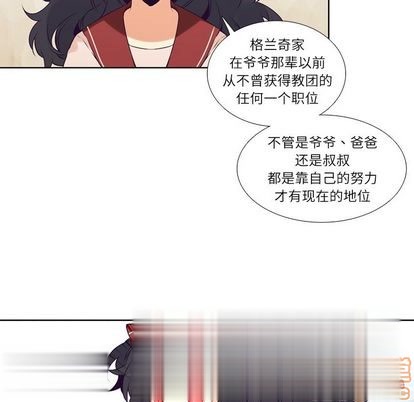 格兰奇家
在爷爷那辈以前
从不曾获得教团的
任何一个职位
不管是爷爷、爸爸
还是叔叔
都是靠自己的努力
才有现在的地位